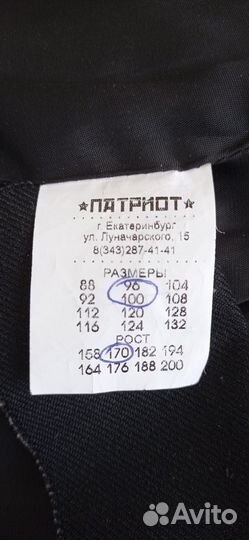 ★ПАТРИОТ★
г. Екатеринбург
ул. Луначарского, 15
8(343)287-41-41
РАЗМЕРЫ
88 96 104
92 100 108
112 120 128
116 124 132
РОСТ
158 170 182 194
164 176 188 200
Avito